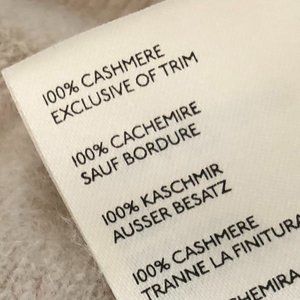 100% CASHMERE
EXCLUSIVE OF TRIM
100% CACHEMIRE
SAUF BORDURE
100% KASCHMIR
AUSSER BESATZ
100% CASHMERE
TRANNE LA FINITURA